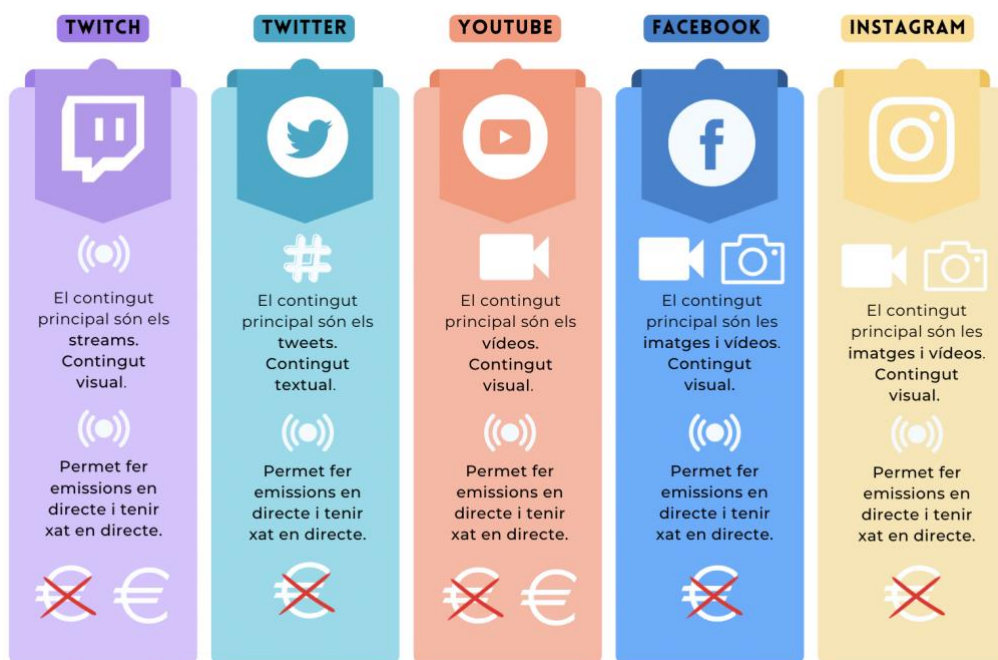 TWITCH
TWITTER
YOUTUBE
FACEBOOK
INSTAGRAM
El contingut
principal són els
streams.
Contingut
visual.
Permet fer
emissions en
directe i tenir
xat en directe.
€ €
#
El contingut
principal són els
tweets.
Contingut
textual.
Permet fer
emissions en
directe i tenir
xat en directe.
€
El contingut
principal són els
vídeos.
Contingut
visual.
Permet fer
emissions en
directe i tenir
xat en directe.
€ €
f
El contingut
principal són les
imatges i vídeos.
Contingut
visual.
Permet fer
emissions en
directe i tenir
xat en directe.
€
El contingut
principal són les
imatges i vídeos.
Contingut
visual.
Permet fer
emissions en
directe i tenir
xat en directe.
€